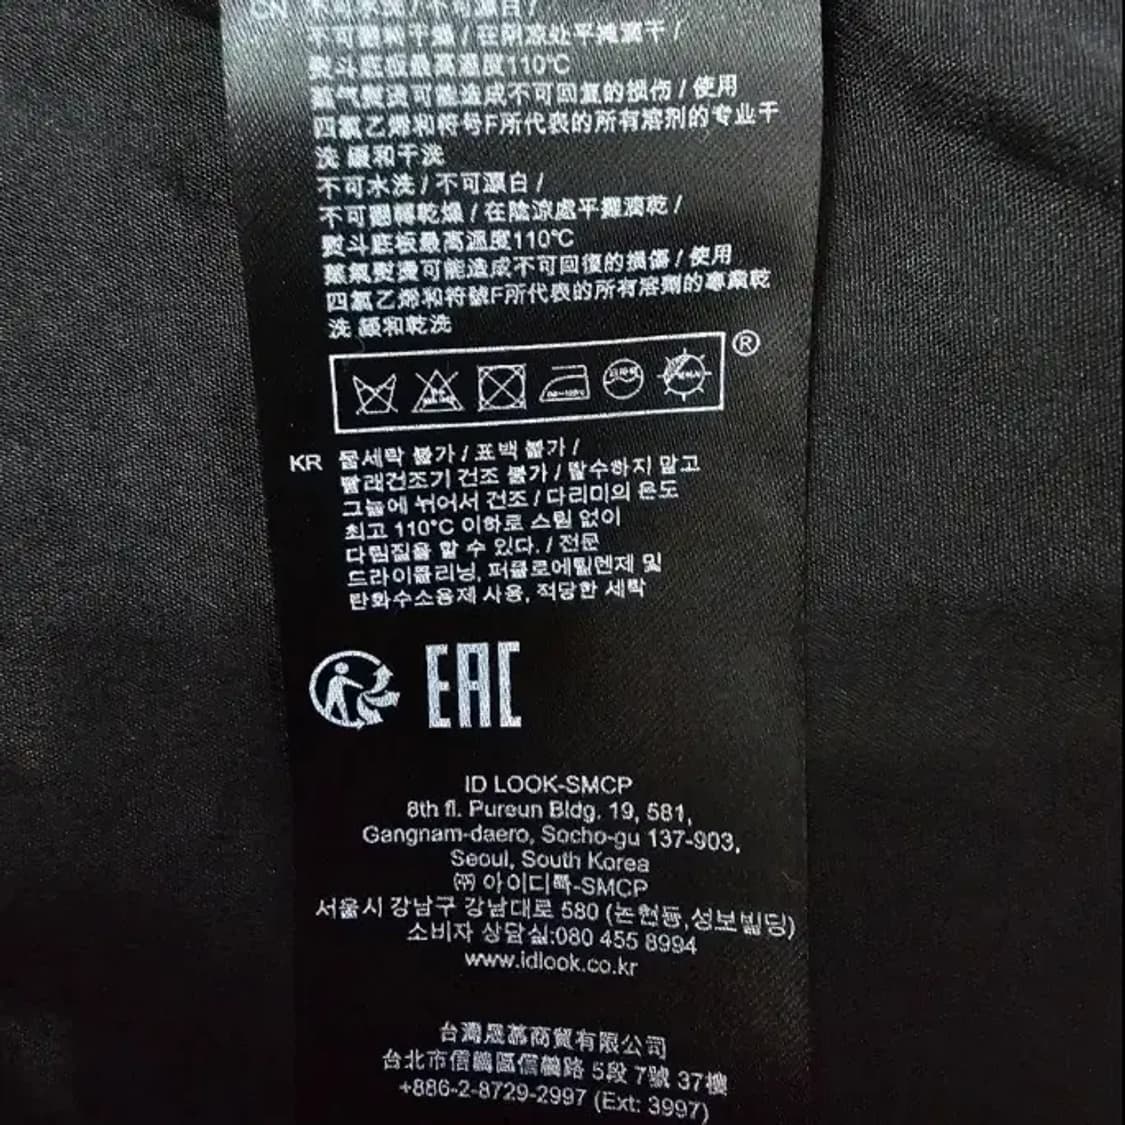 CN 不可水洗 / 不可漂白 /
不可翻转干燥 / 在阴凉处平摊滴干 /
熨斗底板最高温度110℃
蒸气熨烫可能造成不可回复的损伤 / 使用
四氯乙烯和符号F所代表的所有溶剂的专业干
洗 缓和干洗
不可水洗 / 不可漂白 /
不可翻轉乾燥 / 在陰涼處平攤滴乾 /
熨斗底板最高溫度110℃
蒸氣熨燙可能造成不可回復的損傷 / 使用
四氯乙烯和符號F所代表的所有溶劑的專業乾
洗 緩和乾洗
®
KR 물세탁 불가 / 표백 불가 /
빨래건조기 건조 불가 / 탈수하지 말고
그늘에 뉘어서 건조 / 다리미의 온도
최고 110°C 이하로 스팀 없이
다림질을 할 수 있다. / 전문
드라이클리닝, 퍼클로에틸렌제 및
탄화수소용제 사용, 적당한 세탁
EAC
ID LOOK-SMCP
8th fl. Pureun Bldg. 19, 581,
Gangnam-daero, Socho-gu 137-903,
Seoul, South Korea
㈜ 아이디룩-SMCP
서울시 강남구 강남대로 580 (논현동,성보빌딩)
소비자 상담실:080 455 8994
www.idlook.co.kr
台灣晟慕商貿有限公司
台北市信義區信義路 5段 7號 37樓
+886-2-8729-2997 (Ext: 3997)